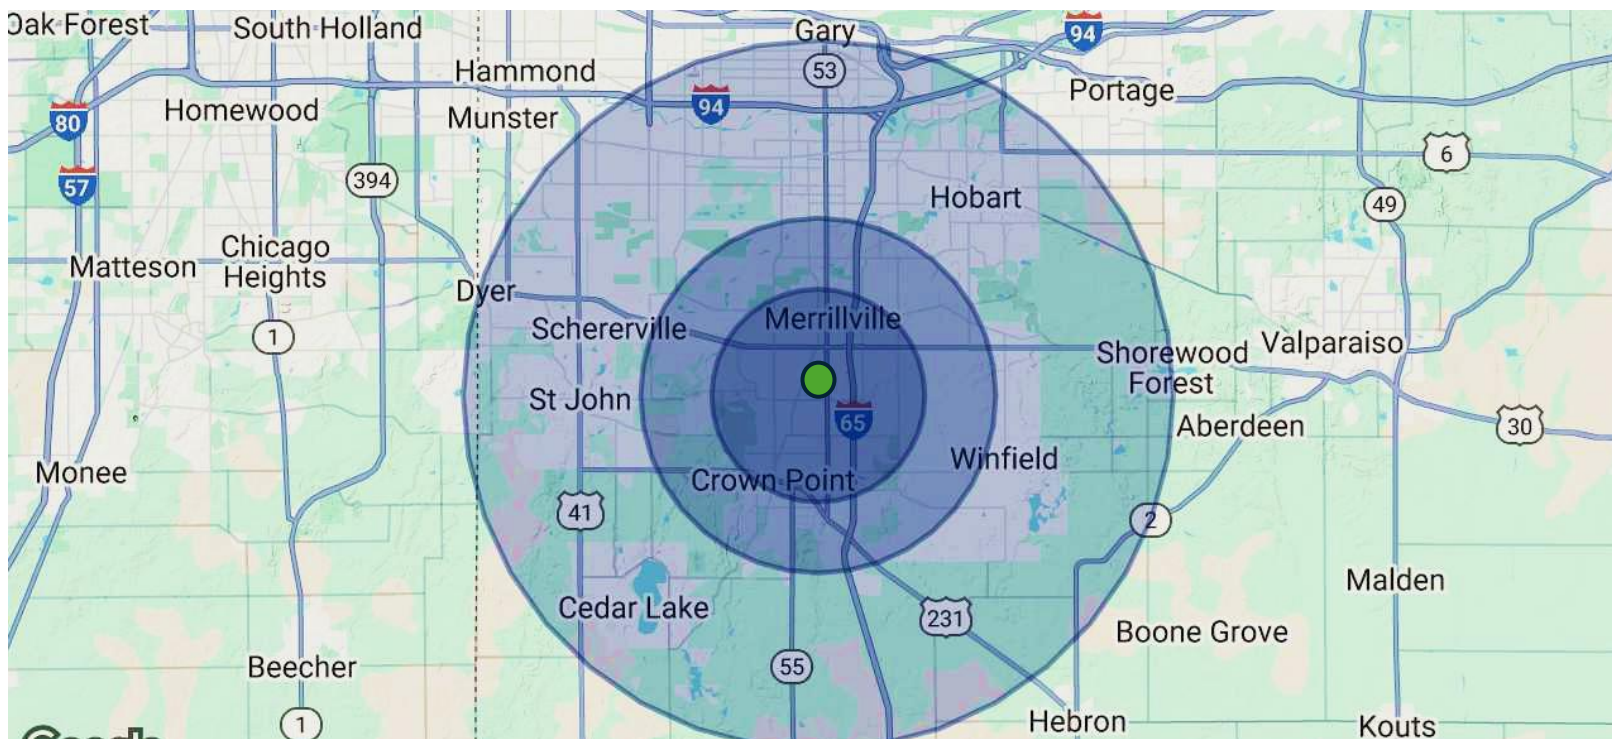 Oak Forest
South Holland
Gary
94
53
Hammond
Portage
Homewood
94
Munster
80
6
57
394
Hobart
49
Chicago
Heights
Matteson
Dyer
Merrillville
Schererville
1
Valparaiso
Shorewood
Forest
St John
65
Aberdeen
30
Winfield
Monee
Crown Point
41
2
Malden
Cedar Lake
231
Boone Grove
Beecher
55
1
Hebron
Kouts